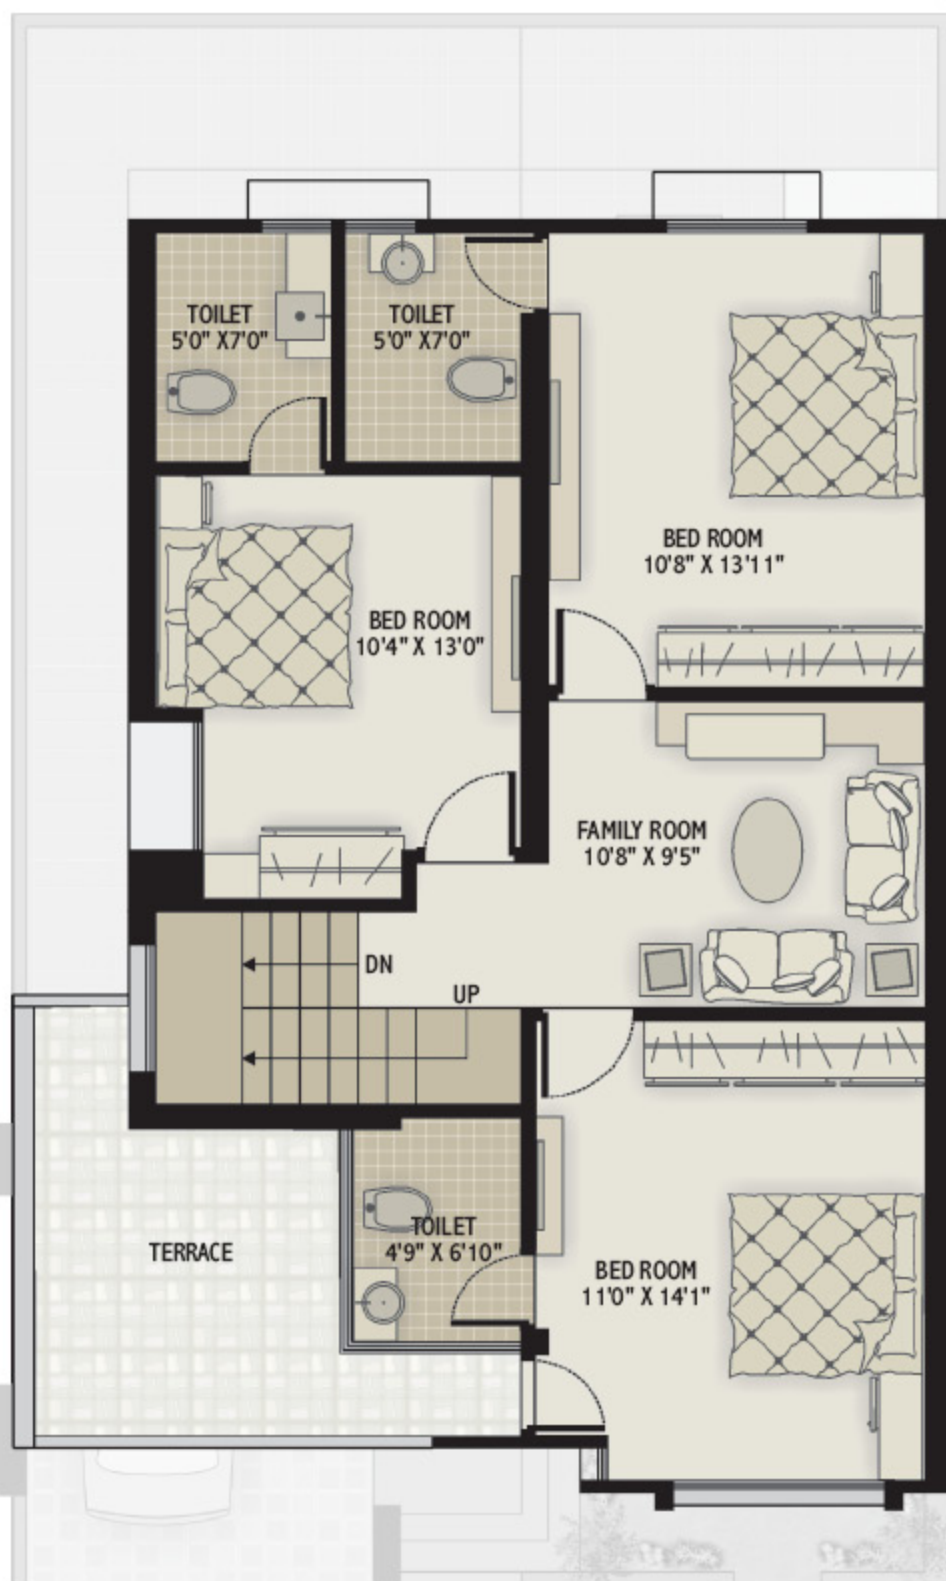 TOILET
5'0" X7'0"
TOILET
5'0" X7'0"
BED ROOM
10'8" X 13'11"
BED ROOM
10'4" X 13'0"
FAMILY ROOM
10'8" X 9'5"
DN
UP
TOILET
4'9" X 6'10"
TERRACE
BED ROOM
11'0" X 14'1"